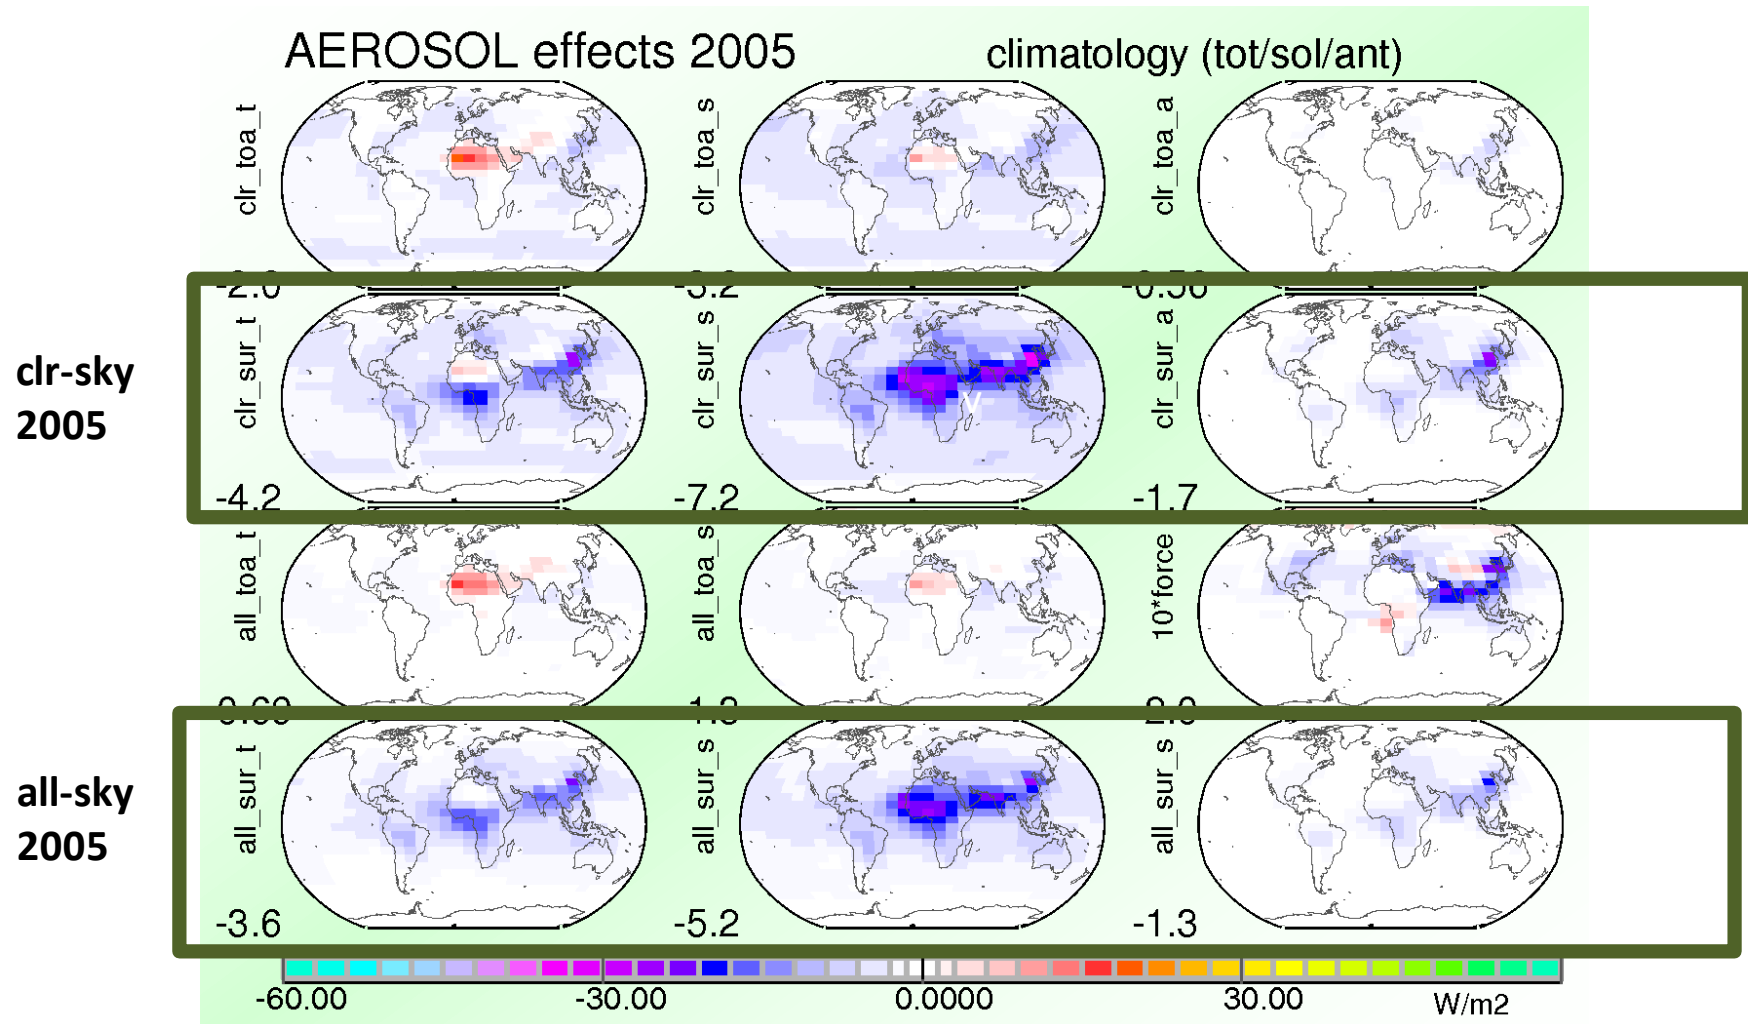 AEROSOL effects 2005 climatology (tot/sol/ant)
clr_toa_t clr_toa_s clr_toa_a
clr-sky
2005
clr_sur_t clr_sur_s clr_sur_a
v
-4.2 -7.2 -1.7
all_toa_t all_toa_s 10*force
all-sky
2005
all_sur_t all_sur_s all_sur_s
-3.6 -5.2 -1.3
-60.00 -30.00 0.0000 30.00 W/m2